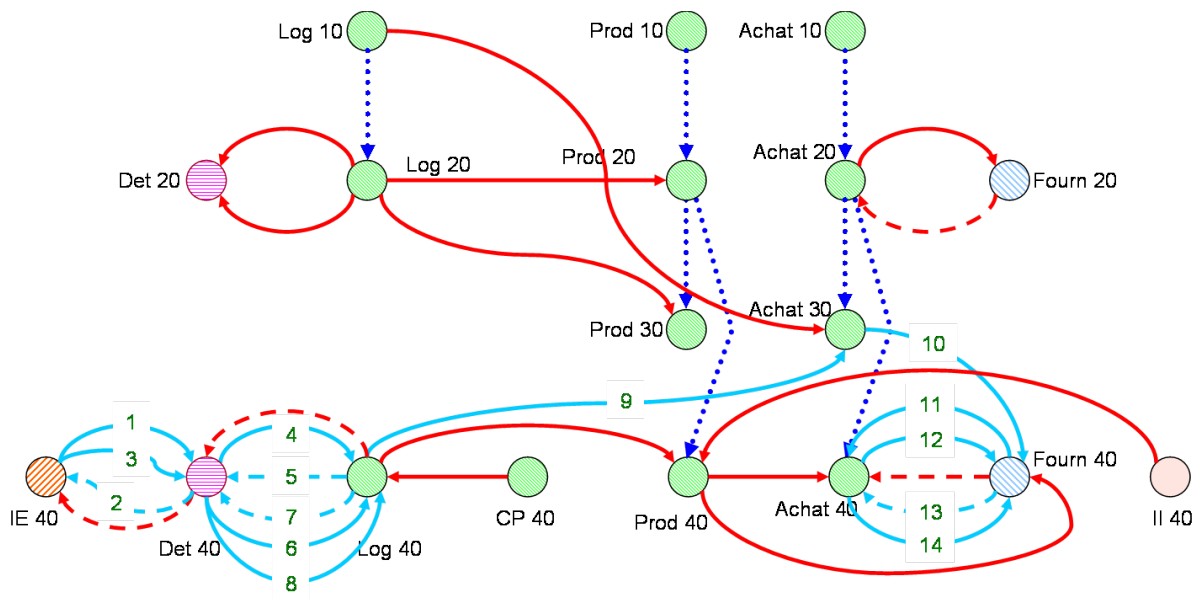 Log 10
Prod 10
Achat 10
Det 20
Log 20
Prod 20
Achat 20
Fourn 20
Prod 30
Achat 30
10
9
1
3
2
4
5
7
6
8
11
12
13
14
IE 40
Det 40
Log 40
CP 40
Prod 40
Achat 40
Fourn 40
II 40